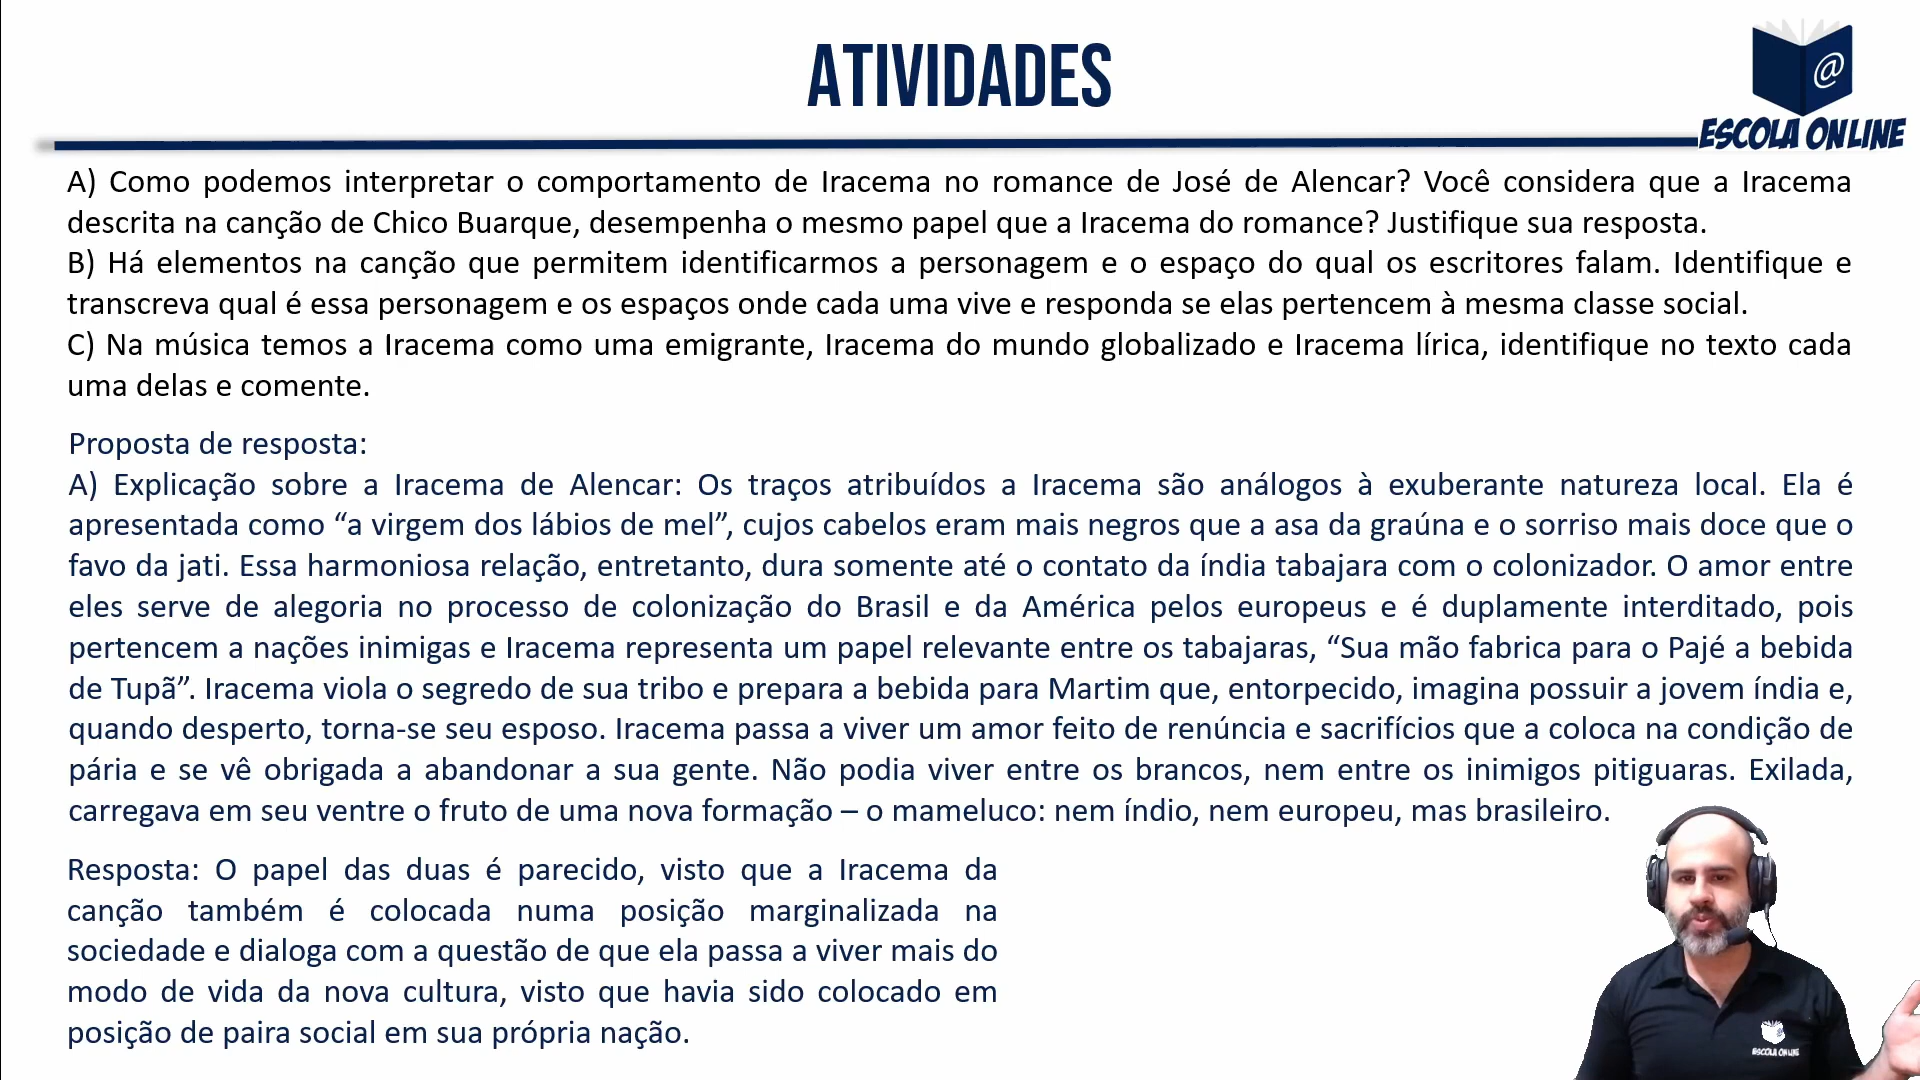 ATIVIDADES
@
ESCOLA ONLINE
A) Como podemos interpretar o comportamento de Iracema no romance de José de Alencar? Você considera que a Iracema
descrita na canção de Chico Buarque, desempenha o mesmo papel que a Iracema do romance? Justifique sua resposta.
B) Há elementos na canção que permitem identificarmos a personagem e o espaço do qual os escritores falam. Identifique e
transcreva qual é essa personagem e os espaços onde cada uma vive e responda se elas pertencem à mesma classe social.
C) Na música temos a Iracema como uma emigrante, Iracema do mundo globalizado e Iracema lírica, identifique no texto cada
uma delas e comente.
Proposta de resposta:
A) Explicação sobre a Iracema de Alencar: Os traços atribuídos a Iracema são análogos à exuberante natureza local. Ela é
apresentada como “a virgem dos lábios de mel”, cujos cabelos eram mais negros que a asa da graúna e o sorriso mais doce que o
favo da jati. Essa harmoniosa relação, entretanto, dura somente até o contato da índia tabajara com o colonizador. O amor entre
eles serve de alegoria no processo de colonização do Brasil e da América pelos europeus e é duplamente interditado, pois
pertencem a nações inimigas e Iracema representa um papel relevante entre os tabajaras, “Sua mão fabrica para o Pajé a bebida
de Tupã”. Iracema viola o segredo de sua tribo e prepara a bebida para Martim que, entorpecido, imagina possuir a jovem índia e,
quando desperto, torna-se seu esposo. Iracema passa a viver um amor feito de renúncia e sacrifícios que a coloca na condição de
pária e se vê obrigada a abandonar a sua gente. Não podia viver entre os brancos, nem entre os inimigos pitiguaras. Exilada,
carregava em seu ventre o fruto de uma nova formação – o mameluco: nem índio, nem europeu, mas brasileiro.
Resposta: O papel das duas é parecido, visto que a Iracema da
canção também é colocada numa posição marginalizada na
sociedade e dialoga com a questão de que ela passa a viver mais do
modo de vida da nova cultura, visto que havia sido colocado em
posição de paira social em sua própria nação.
ESCOLA ONLINE